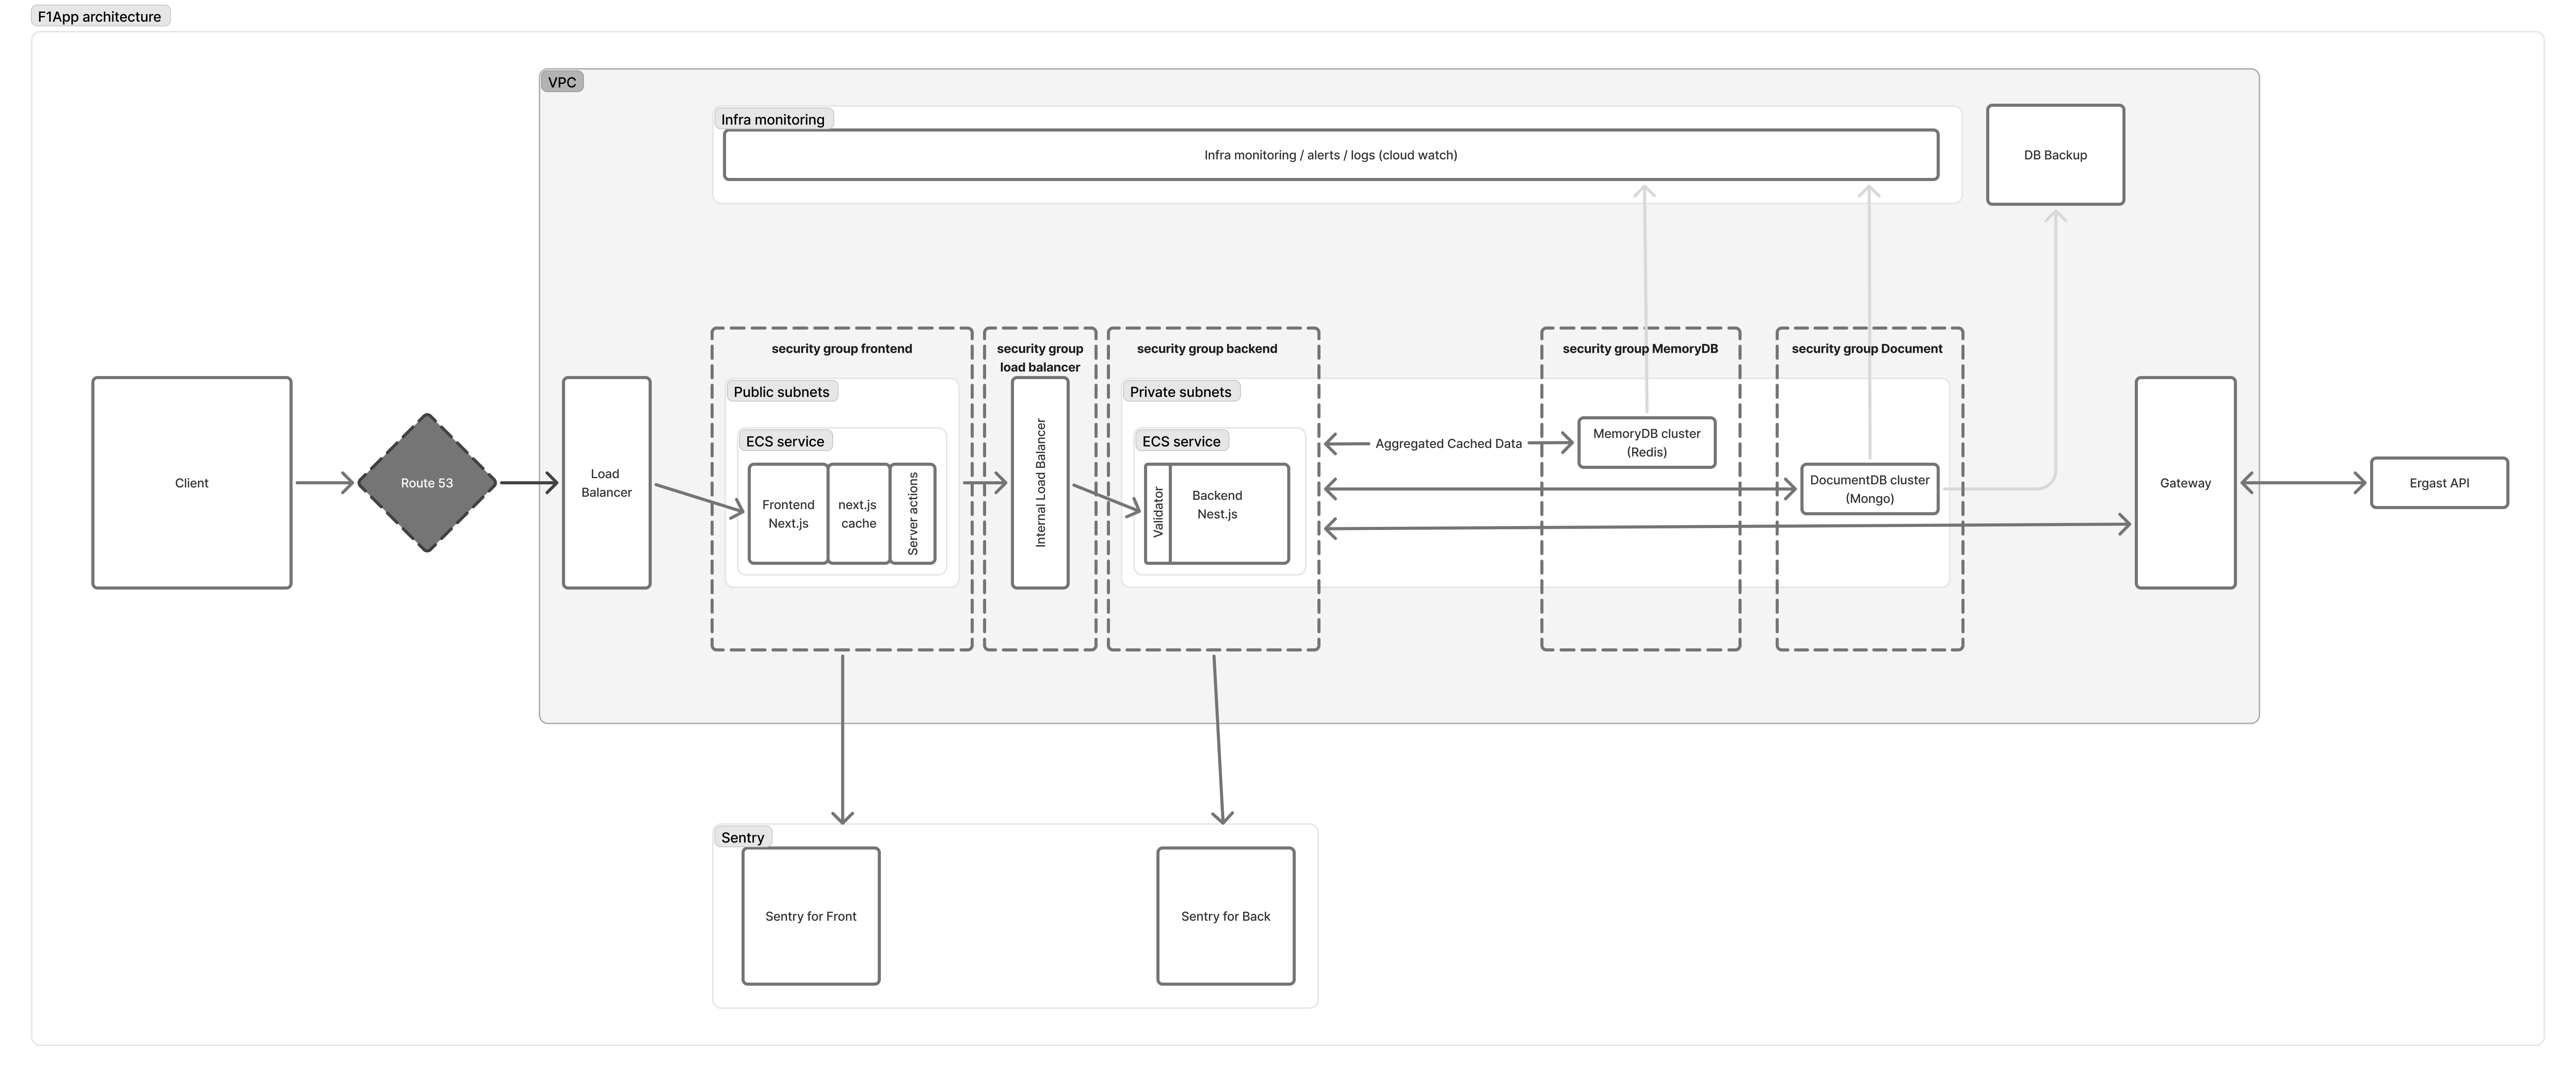 F1App architecture
VPC
Infra monitoring
Infra monitoring / alerts / logs (cloud watch)
DB Backup
security group frontend
security group
load balancer
security group backend
security group MemoryDB
security group Document
Client
Route 53
Load
Balancer
Public subnets
ECS service
Frontend
Next.js
next.js
cache
Server actions
Internal Load Balancer
Private subnets
ECS service
Validator
Backend
Nest.js
Aggregated Cached Data
MemoryDB cluster
(Redis)
DocumentDB cluster
(Mongo)
Gateway
Ergast API
Sentry
Sentry for Front
Sentry for Back